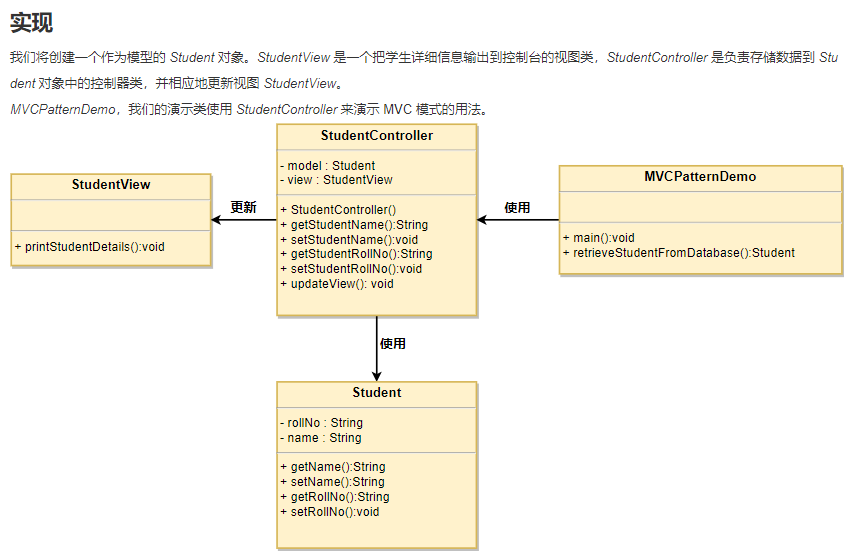 实现
我们将创建一个作为模型的 Student 对象。StudentView 是一个把学生详细信息输出到控制台的视图类，StudentController 是负责存储数据到 Stu
dent 对象中的控制器类，并相应地更新视图 StudentView。
MVCPatternDemo，我们的演示类使用 StudentController 来演示 MVC 模式的用法。
StudentController
- model : Student
- view : StudentView
+ StudentController()
+ getStudentName():String
+ setStudentName():void
+ getStudentRollNo():String
+ setStudentRollNo():void
+ updateView(): void
StudentView
+ printStudentDetails():void
更新
使用
MVCPatternDemo
+ main():void
+ retrieveStudentFromDatabase():Student
使用
Student
- rollNo : String
- name : String
+ getName():String
+ setName():String
+ getRollNo():String
+ setRollNo():void